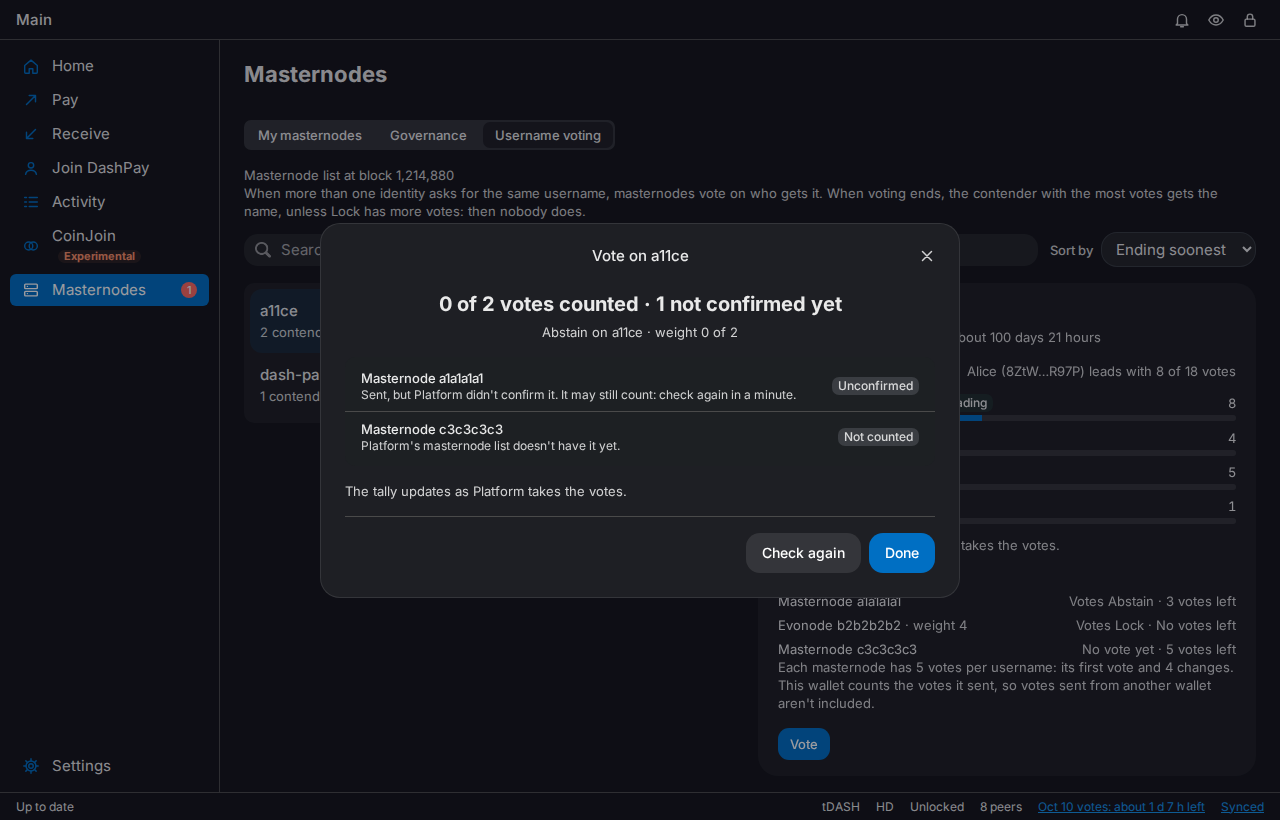 Main
Home
Pay
Receive
Join DashPay
Activity
CoinJoin
Experimental
Masternodes 1
Settings
Masternodes
My masternodes Governance Username voting
Masternode list at block 1,214,880
When more than one identity asks for the same username, masternodes vote on who gets it. When voting ends, the contender with the most votes gets the
name, unless Lock has more votes: then nobody does.
Sort by Ending soonest
a11ce
dash-pa
100 days 21 hours
Alice (8ZtW...R97P) leads with 8 of 18 votes
8
4
5
1
takes the votes.
Vote on a11ce
0 of 2 votes counted · 1 not confirmed yet
Abstain on a11ce · weight 0 of 2
Masternode a1a1a1a1
Sent, but Platform didn't confirm it. It may still count: check again in a minute.
Unconfirmed
Masternode c3c3c3c3
Platform's masternode list doesn't have it yet.
Not counted
The tally updates as Platform takes the votes.
Check again Done
Masternode a1a1a1a1 Votes Abstain · 3 votes left
Evonode b2b2b2b2 · weight 4 Votes Lock · No votes left
Masternode c3c3c3c3 No vote yet · 5 votes left
Each masternode has 5 votes per username: its first vote and 4 changes.
This wallet counts the votes it sent, so votes sent from another wallet
aren't included.
Vote
Up to date tDASH HD Unlocked 8 peers Oct 10 votes: about 1 d 7 h left Synced